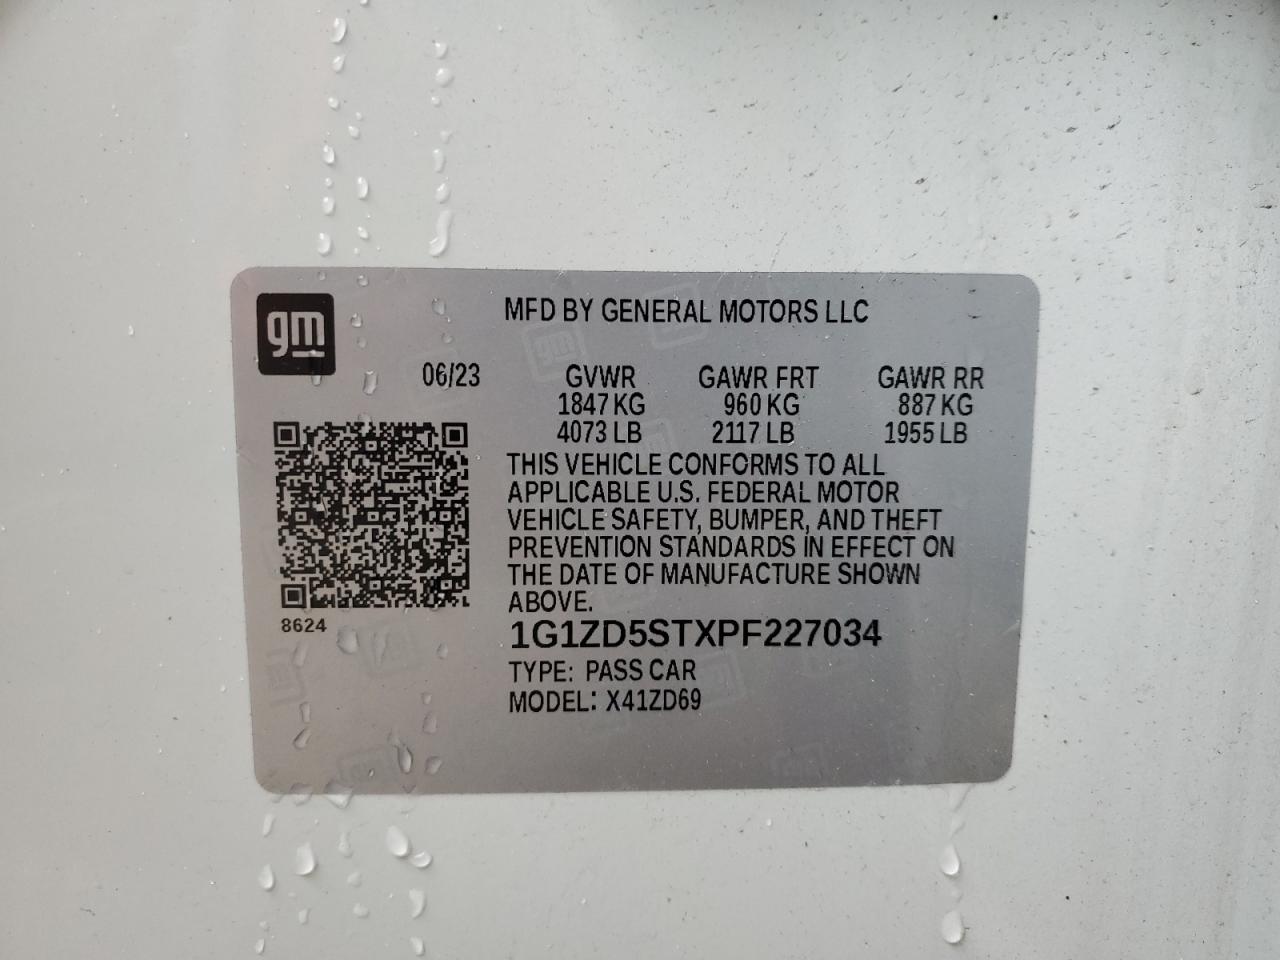 gm
MFD BY GENERAL MOTORS LLC
06/23 GVWR GAWR FRT GAWR RR
1847 KG 960 KG 887 KG
4073 LB 2117 LB 1955 LB
THIS VEHICLE CONFORMS TO ALL
APPLICABLE U.S. FEDERAL MOTOR
VEHICLE SAFETY, BUMPER, AND THEFT
PREVENTION STANDARDS IN EFFECT ON
THE DATE OF MANUFACTURE SHOWN
ABOVE.
8624
1G1ZD5STXPF227034
TYPE: PASS CAR
MODEL: X41ZD69